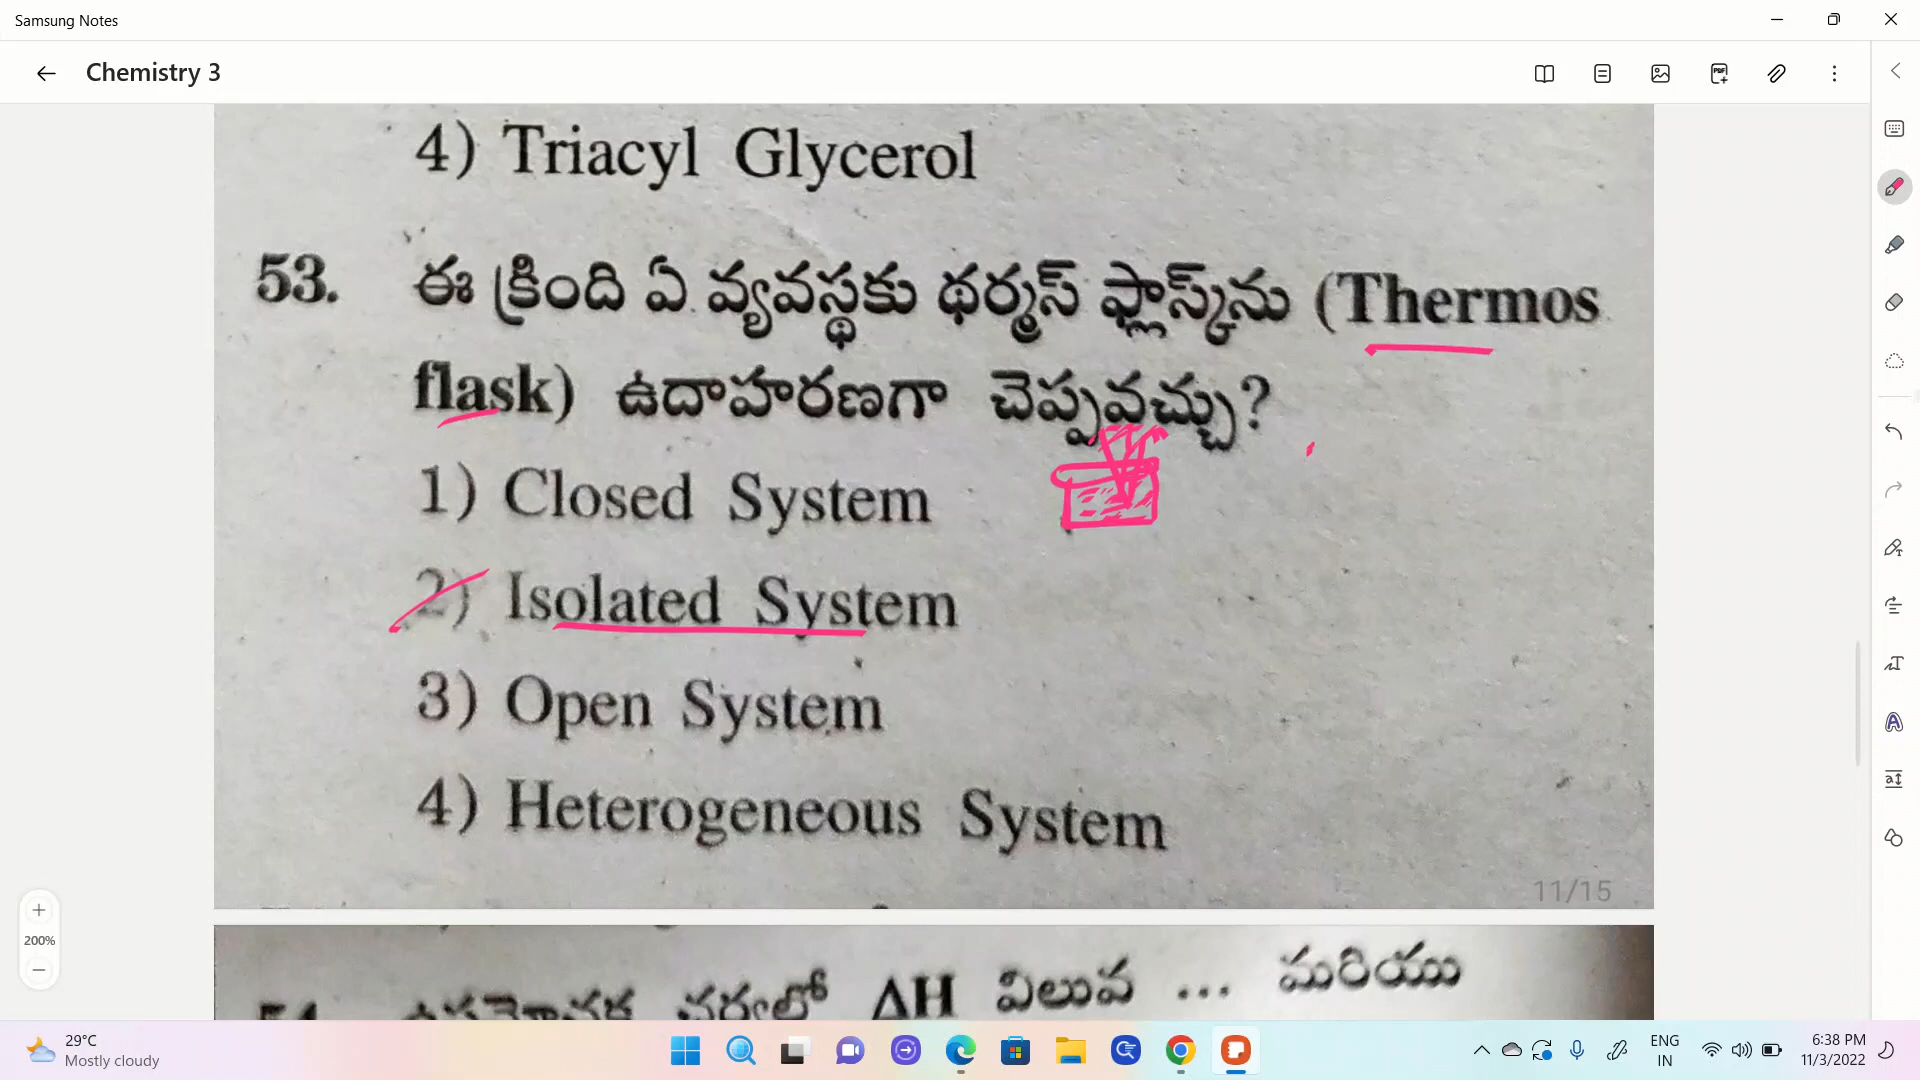 Samsung Notes
Chemistry 3
4) Triacyl Glycerol
53. ఈ క్రింది ఏ వ్యవస్థకు థర్మస్ ఫ్లాస్క్‌ను (Thermos
flask) ఉదాహరణగా చెప్పవచ్చు?
1) Closed System
2) Isolated System
3) Open System
4) Heterogeneous System
11/15
200%
ΔH విలువ ... మరియు
29°C
Mostly cloudy
ENG
IN
6:38 PM
11/3/2022